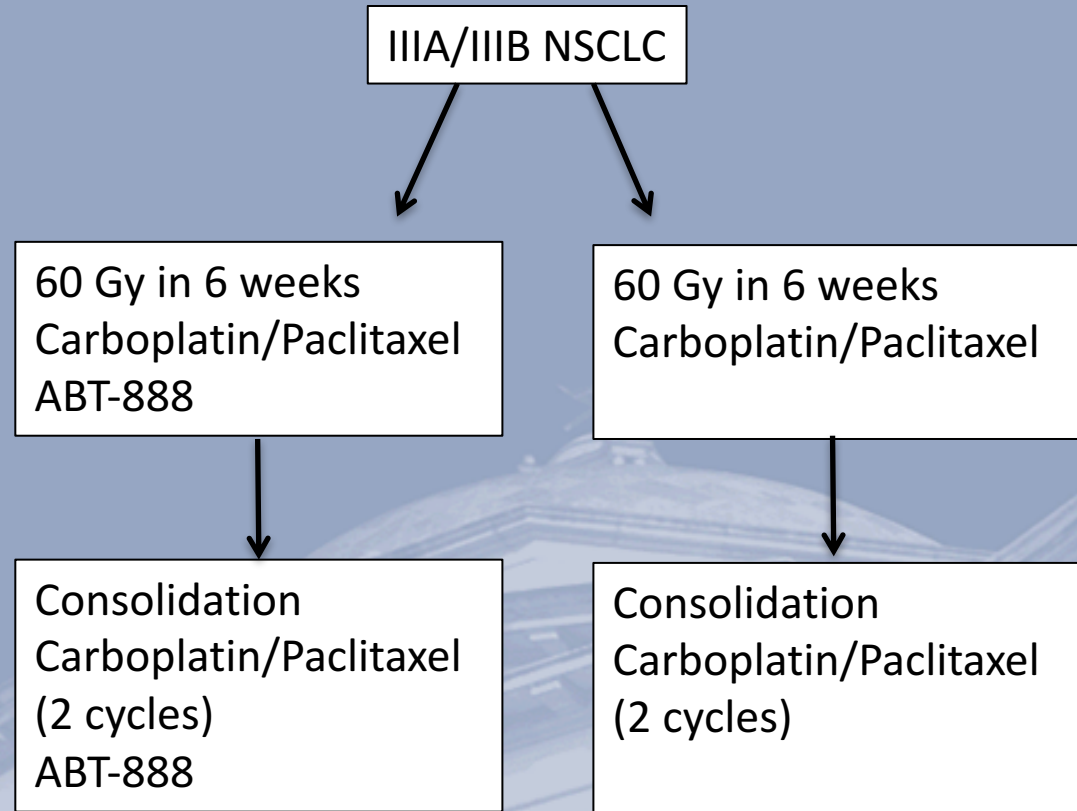 IIIA/IIIB NSCLC
60 Gy in 6 weeks
Carboplatin/Paclitaxel
ABT-888
60 Gy in 6 weeks
Carboplatin/Paclitaxel
Consolidation
Carboplatin/Paclitaxel
(2 cycles)
ABT-888
Consolidation
Carboplatin/Paclitaxel
(2 cycles)